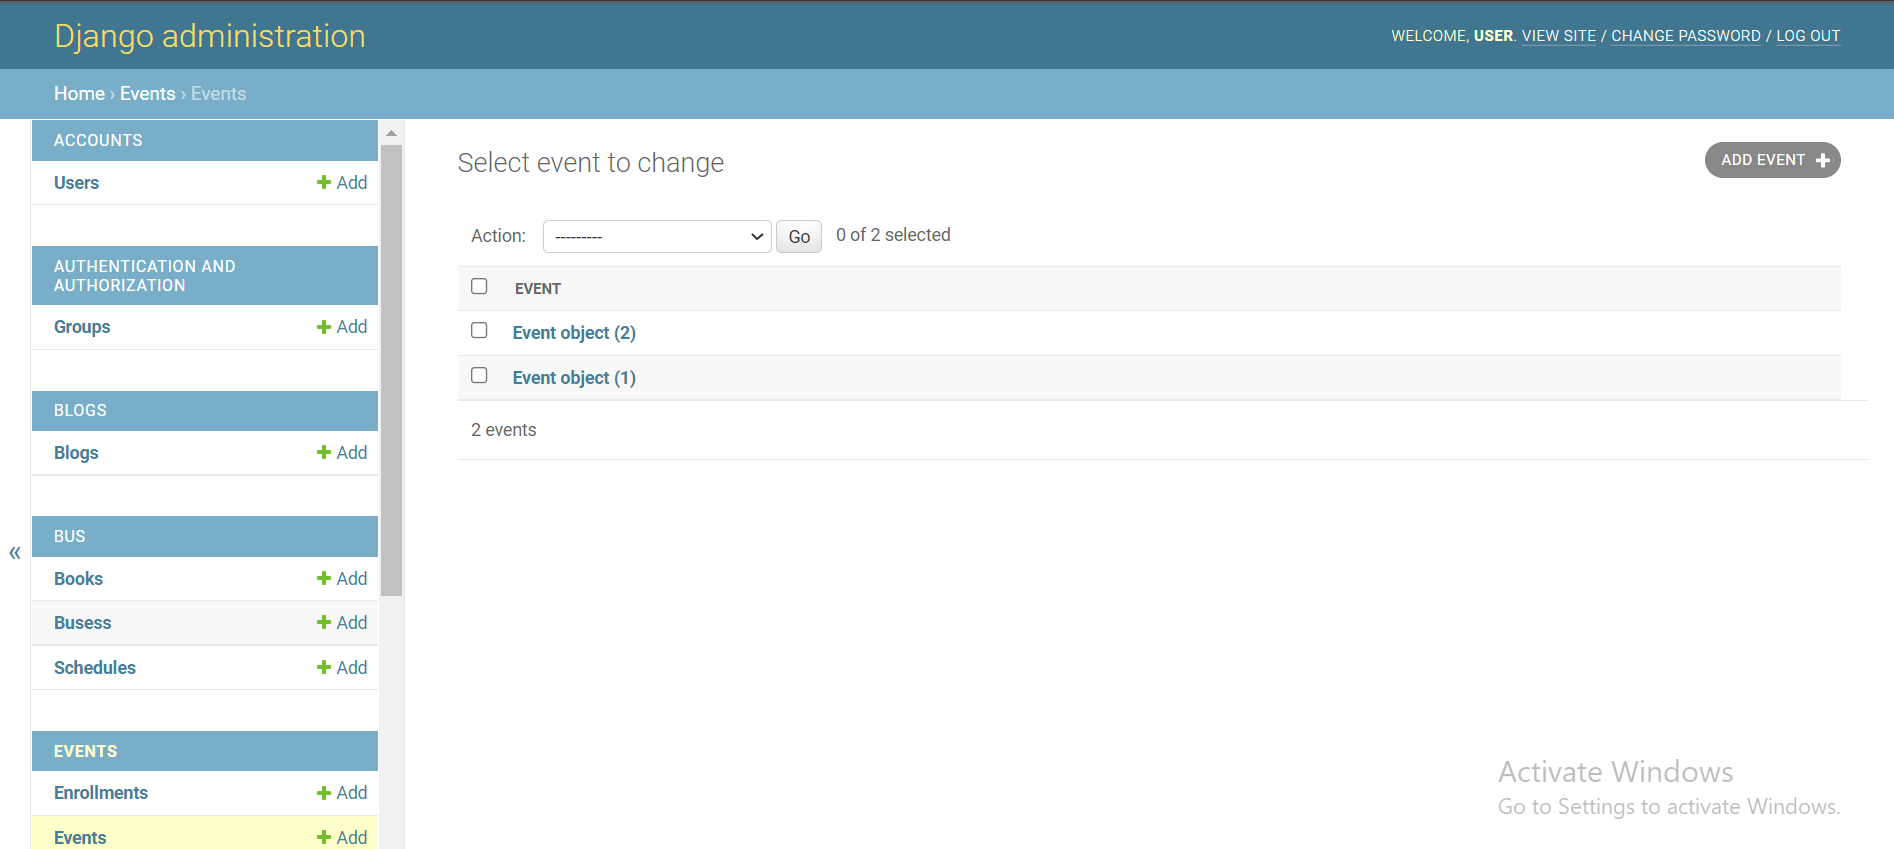 Django administration
WELCOME, USER. VIEW SITE / CHANGE PASSWORD / LOG OUT
Home › Events › Events
ACCOUNTS
Users + Add
AUTHENTICATION AND
AUTHORIZATION
Groups + Add
BLOGS
Blogs + Add
BUS
Books + Add
Busess + Add
Schedules + Add
EVENTS
Enrollments + Add
Events + Add
«
Select event to change
ADD EVENT +
Action: --------- Go 0 of 2 selected
EVENT
Event object (2)
Event object (1)
2 events
Activate Windows
Go to Settings to activate Windows.